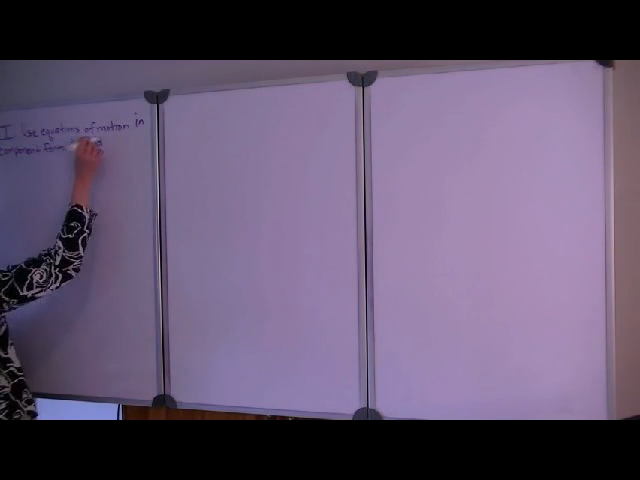 I Use equations of motion in
component form